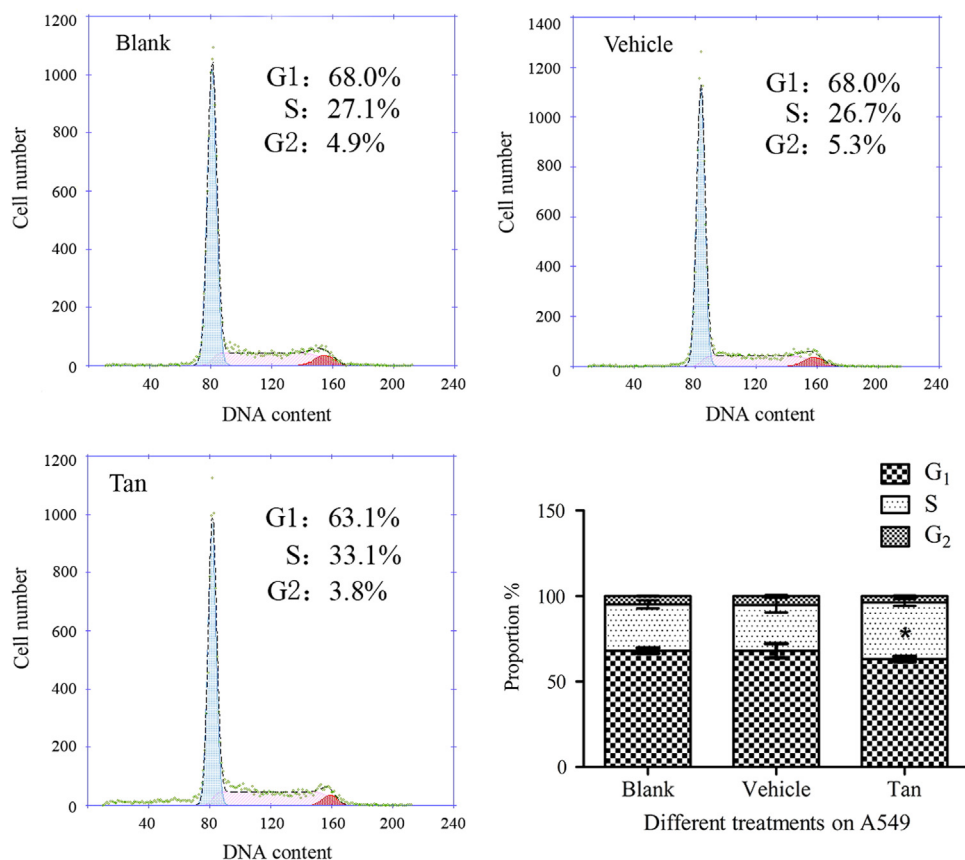 Blank
G1: 68.0%
S: 27.1%
G2: 4.9%
Cell number
1200
1000
800
600
400
200
0
40
80
120
160
200
240
DNA content
Vehicle
G1: 68.0%
S: 26.7%
G2: 5.3%
Cell number
1400
1200
1000
800
600
400
200
0
40
80
120
160
200
240
DNA content
Tan
G1: 63.1%
S: 33.1%
G2: 3.8%
Cell number
1200
1000
800
600
400
200
0
40
80
120
160
200
240
DNA content
G1
S
G2
Proportion %
150
100
50
0
*
Blank
Vehicle
Tan
Different treatments on A549